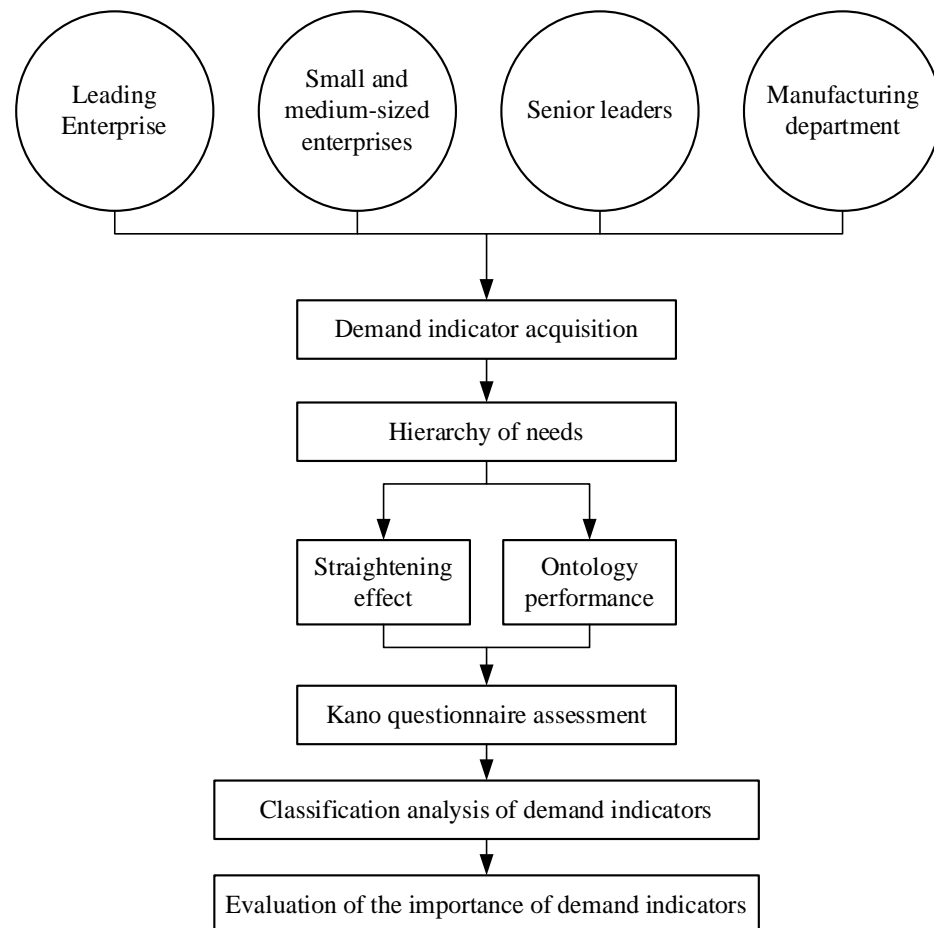 Leading
Enterprise
Small and
medium-sized
enterprises
Senior leaders
Manufacturing
department
Demand indicator acquisition
Hierarchy of needs
Straightening
effect
Ontology
performance
Kano questionnaire assessment
Classification analysis of demand indicators
Evaluation of the importance of demand indicators